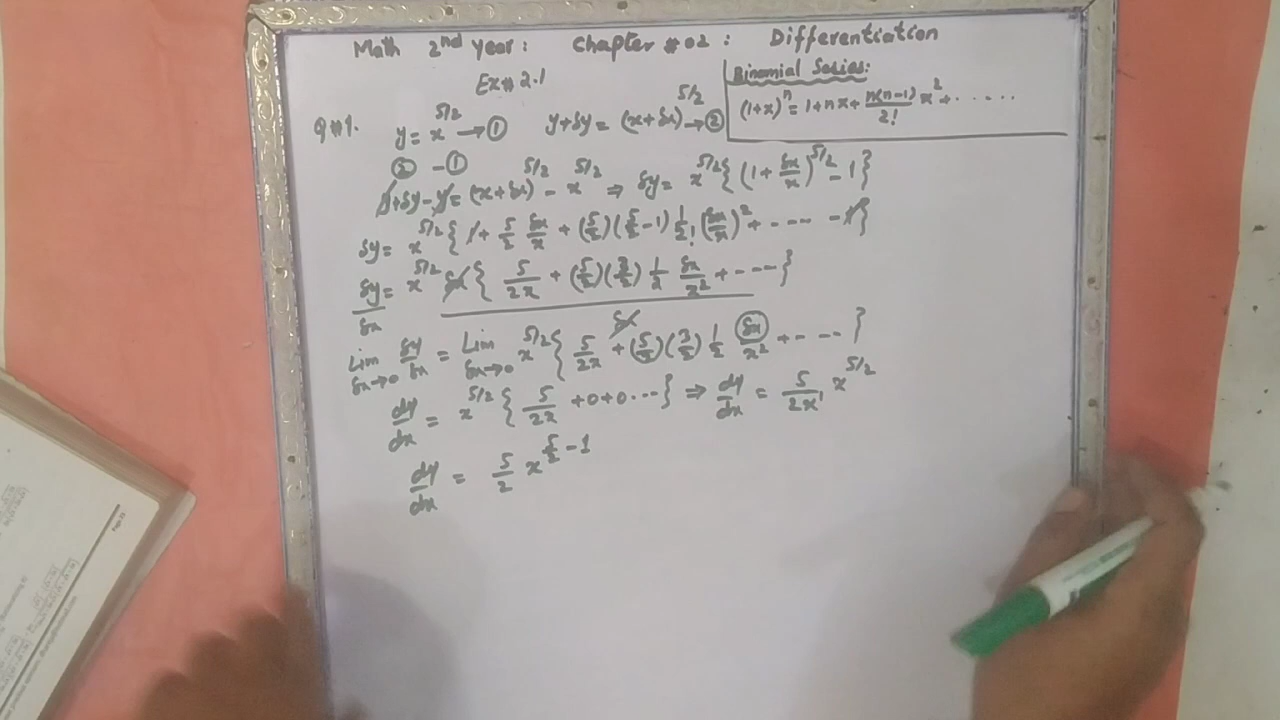 Math 2nd Year: Chapter #02: Differentiation
Ex# 2.1
Binomial Series:
(1+x)^n = 1+nx+ n(n-1)/2! x^2 + ......
Q#1. y = x^5/2 → ① y+δy = (x+δx)^5/2 → ②
② - ①
y+δy-y = (x+δx)^5/2 - x^5/2 ⇒ δy = x^5/2 { (1+ δx/x)^5/2 - 1 }
δy = x^5/2 { 1 + 5/2 δx/x + (5/2)(5/2-1) 1/2! (δx/x)^2 + ---- - 1 }
δy/δx = x^5/2 δx { 5/2x + (5/2)(3/2) 1/2 δx/x^2 + ---- } / δx
Lim δx→0 δy/δx = Lim δx→0 x^5/2 { 5/2x + (5/2)(3/2) 1/2 δx/x^2 + ---- }
dy/dx = x^5/2 { 5/2x + 0 + 0 ... } ⇒ dy/dx = 5/2x^1 x^5/2
dy/dx = 5/2 x^5/2 - 1